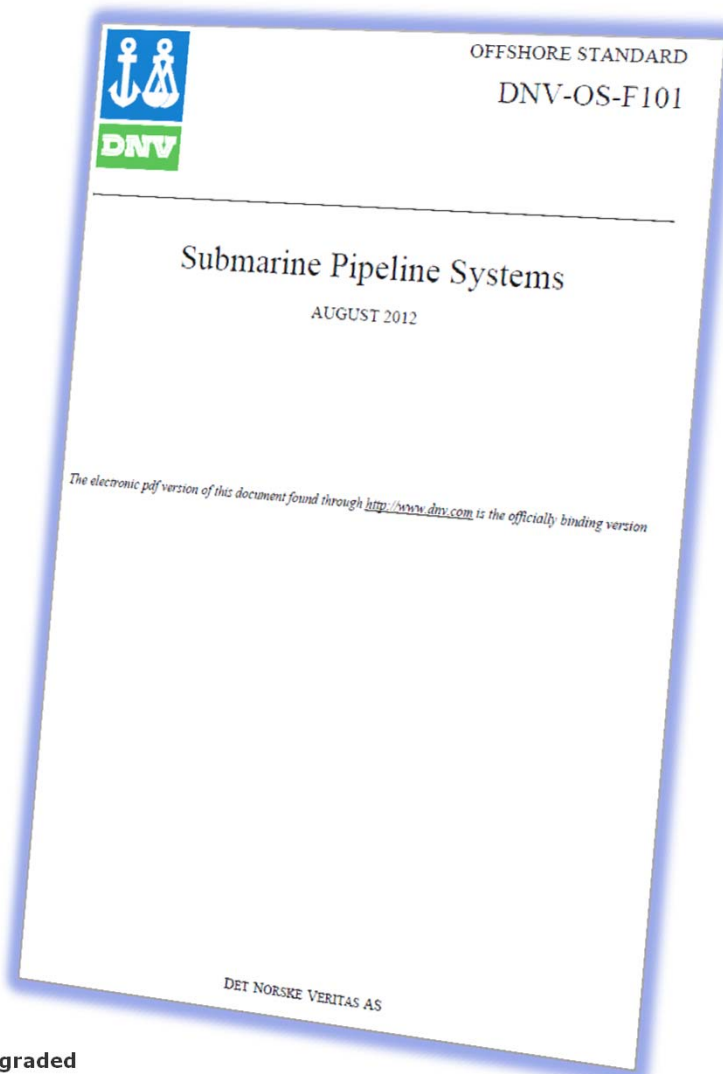 OFFSHORE STANDARD
DNV-OS-F101
DNV
Submarine Pipeline Systems
AUGUST 2012
The electronic pdf version of this document found through http://www.dnv.com is the officially binding version
DET NORSKE VERITAS AS
graded